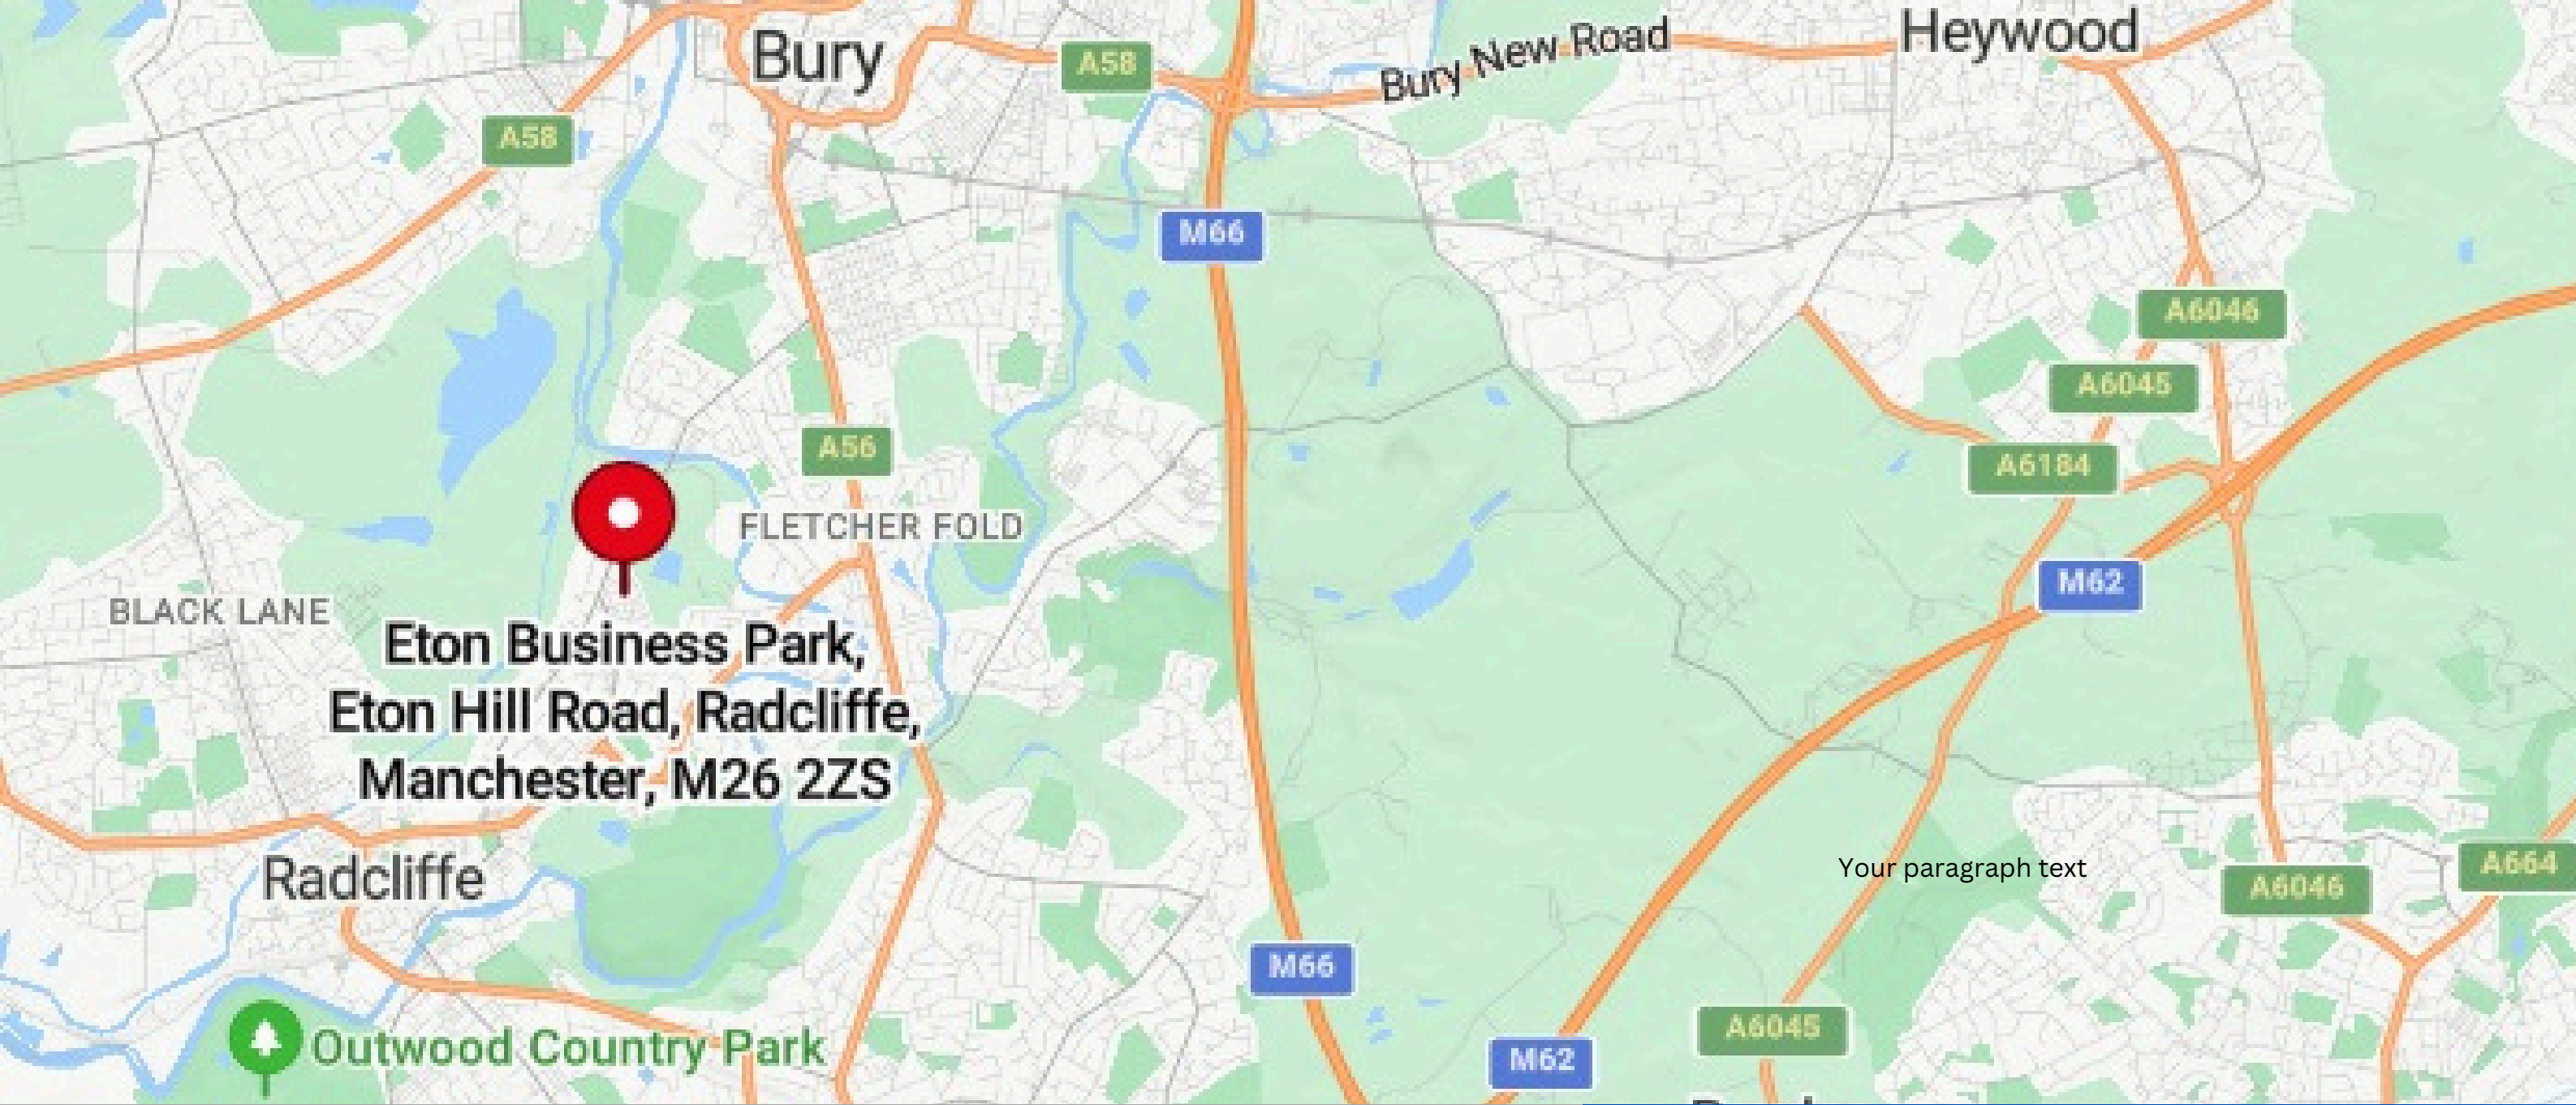 Bury
A58
Bury New Road
Heywood
A58
M66
A6046
A6045
A56
A6184
FLETCHER FOLD
M62
BLACK LANE
Eton Business Park,
Eton Hill Road, Radcliffe,
Manchester, M26 2ZS
Radcliffe
Your paragraph text
A664
A6046
M66
A6045
Outwood Country Park
M62